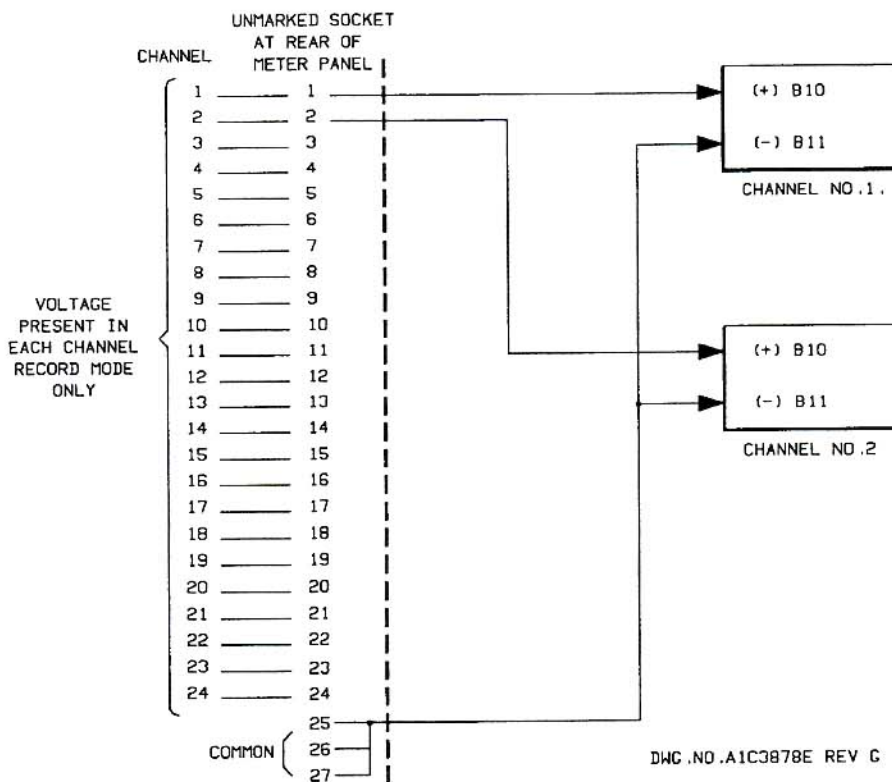 UNMARKED SOCKET
AT REAR OF
METER PANEL
CHANNEL
1 1
2 2
3 3
4 4
5 5
6 6
7 7
8 8
9 9
10 10
11 11
12 12
13 13
14 14
15 15
16 16
17 17
18 18
19 19
20 20
21 21
22 22
23 23
24 24
25
26
27
COMMON
VOLTAGE
PRESENT IN
EACH CHANNEL
RECORD MODE
ONLY
(+) B10
(-) B11
CHANNEL NO.1.
(+) B10
(-) B11
CHANNEL NO.2
DWG.NO.A1C3878E REV G